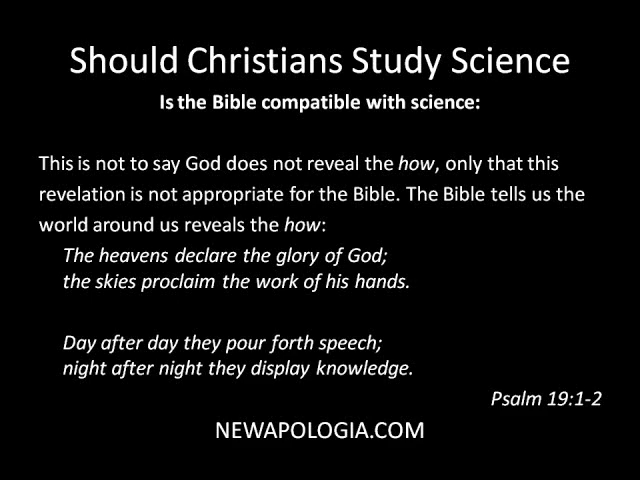 Should Christians Study Science
Is the Bible compatible with science:
This is not to say God does not reveal the how, only that this
revelation is not appropriate for the Bible. The Bible tells us the
world around us reveals the how:
The heavens declare the glory of God;
the skies proclaim the work of his hands.
Day after day they pour forth speech;
night after night they display knowledge.
Psalm 19:1-2
NEWAPOLOGIA.COM